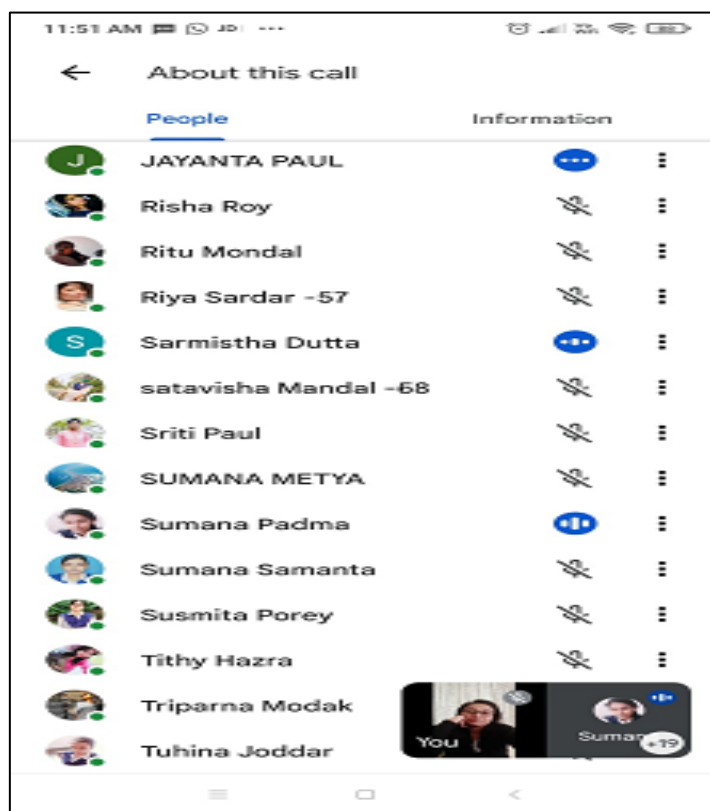 11:51 AM
About this call
People Information
JAYANTA PAUL
Risha Roy
Ritu Mondal
Riya Sardar -57
Sarmistha Dutta
satavisha Mandal -68
Sriti Paul
SUMANA METYA
Sumana Padma
Sumana Samanta
Susmita Porey
Tithy Hazra
Triparna Modak
Tuhina Joddar
You Suman +19